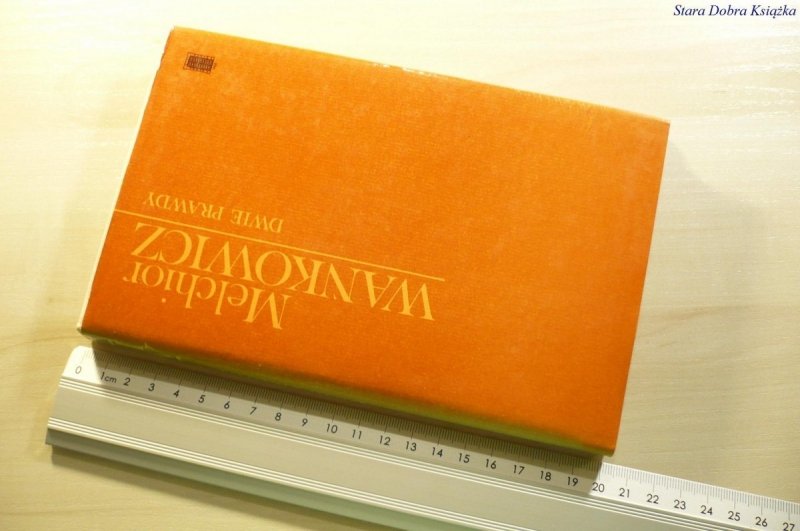 Stara Dobra Książka
Melchior
WAŃKOWICZ
DWIE PRAWDY
0 1cm 2 3 4 5 6 7 8 9 10 11 12 13 14 15 16 17 18 19 20 21 22 23 24 25 26 27